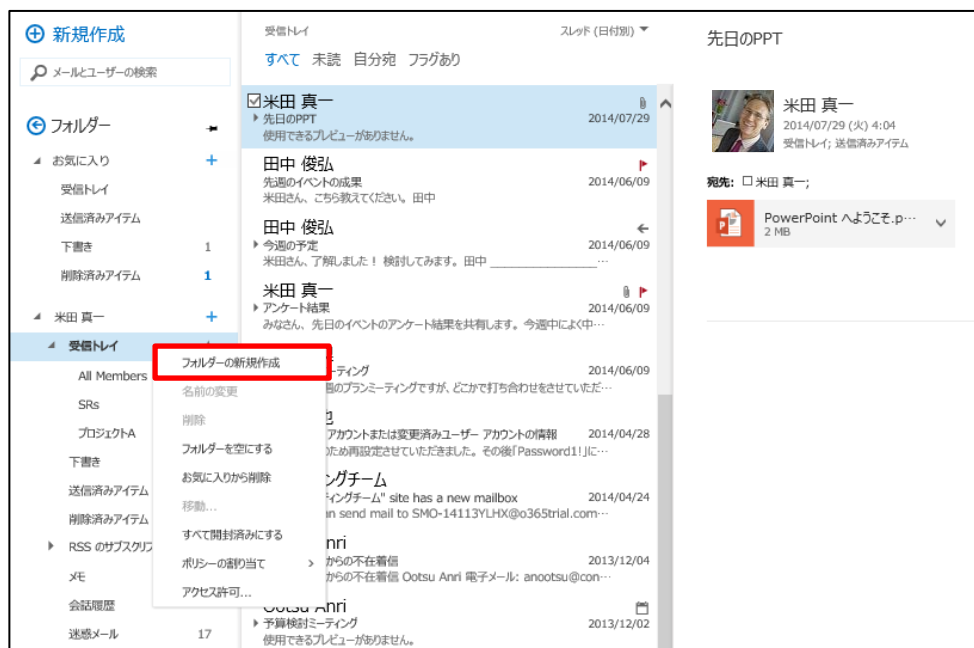 新規作成
メールとユーザーの検索
フォルダー
お気に入り
受信トレイ
送信済みアイテム
下書き 1
削除済みアイテム 1
米田 真一
受信トレイ
All Members
SRs
プロジェクトA
下書き
送信済みアイテム
削除済みアイテム
RSS のサブスクリプ
メモ
会話履歴
迷惑メール 17
フォルダーの新規作成
名前の変更
削除
フォルダーを空にする
お気に入りから削除
移動...
すべて開封済みにする
ポリシーの割り当て
アクセス許可...
受信トレイ スレッド (日付別)
すべて 未読 自分宛 フラグあり
米田 真一
先日のPPT 2014/07/29
使用できるプレビューがありません。
田中 俊弘
先週のイベントの成果 2014/06/09
米田さん、こちら教えてください。田中
田中 俊弘
今週の予定 2014/06/09
米田さん、了解しました！ 検討してみます。田中 ________________…
米田 真一
アンケート結果 2014/06/09
みなさん、先日のイベントのアンケート結果を共有します。今週中によく中…
ーティング 2014/06/09
週のプランミーティングですが、どこかで打ち合わせをさせていただ…
也
アカウントまたは変更済みユーザー アカウントの情報 2014/04/28
ため再設定させていただきました。その後「Password1!」に…
ングチーム
ィングチーム" site has a new mailbox 2014/04/24
n send mail to SMO-14113YLHX@o365trial.com…
nri
からの不在着信 2013/12/04
からの不在着信 Ootsu Anri 電子メール: anootsu@con…
Ootsu Anri
予算検討ミーティング 2013/12/02
使用できるプレビューがありません。
先日のPPT
米田 真一
2014/07/29 (火) 4:04
受信トレイ; 送信済みアイテム
宛先: 米田 真一;
PowerPoint へようこそ.p…
2 MB